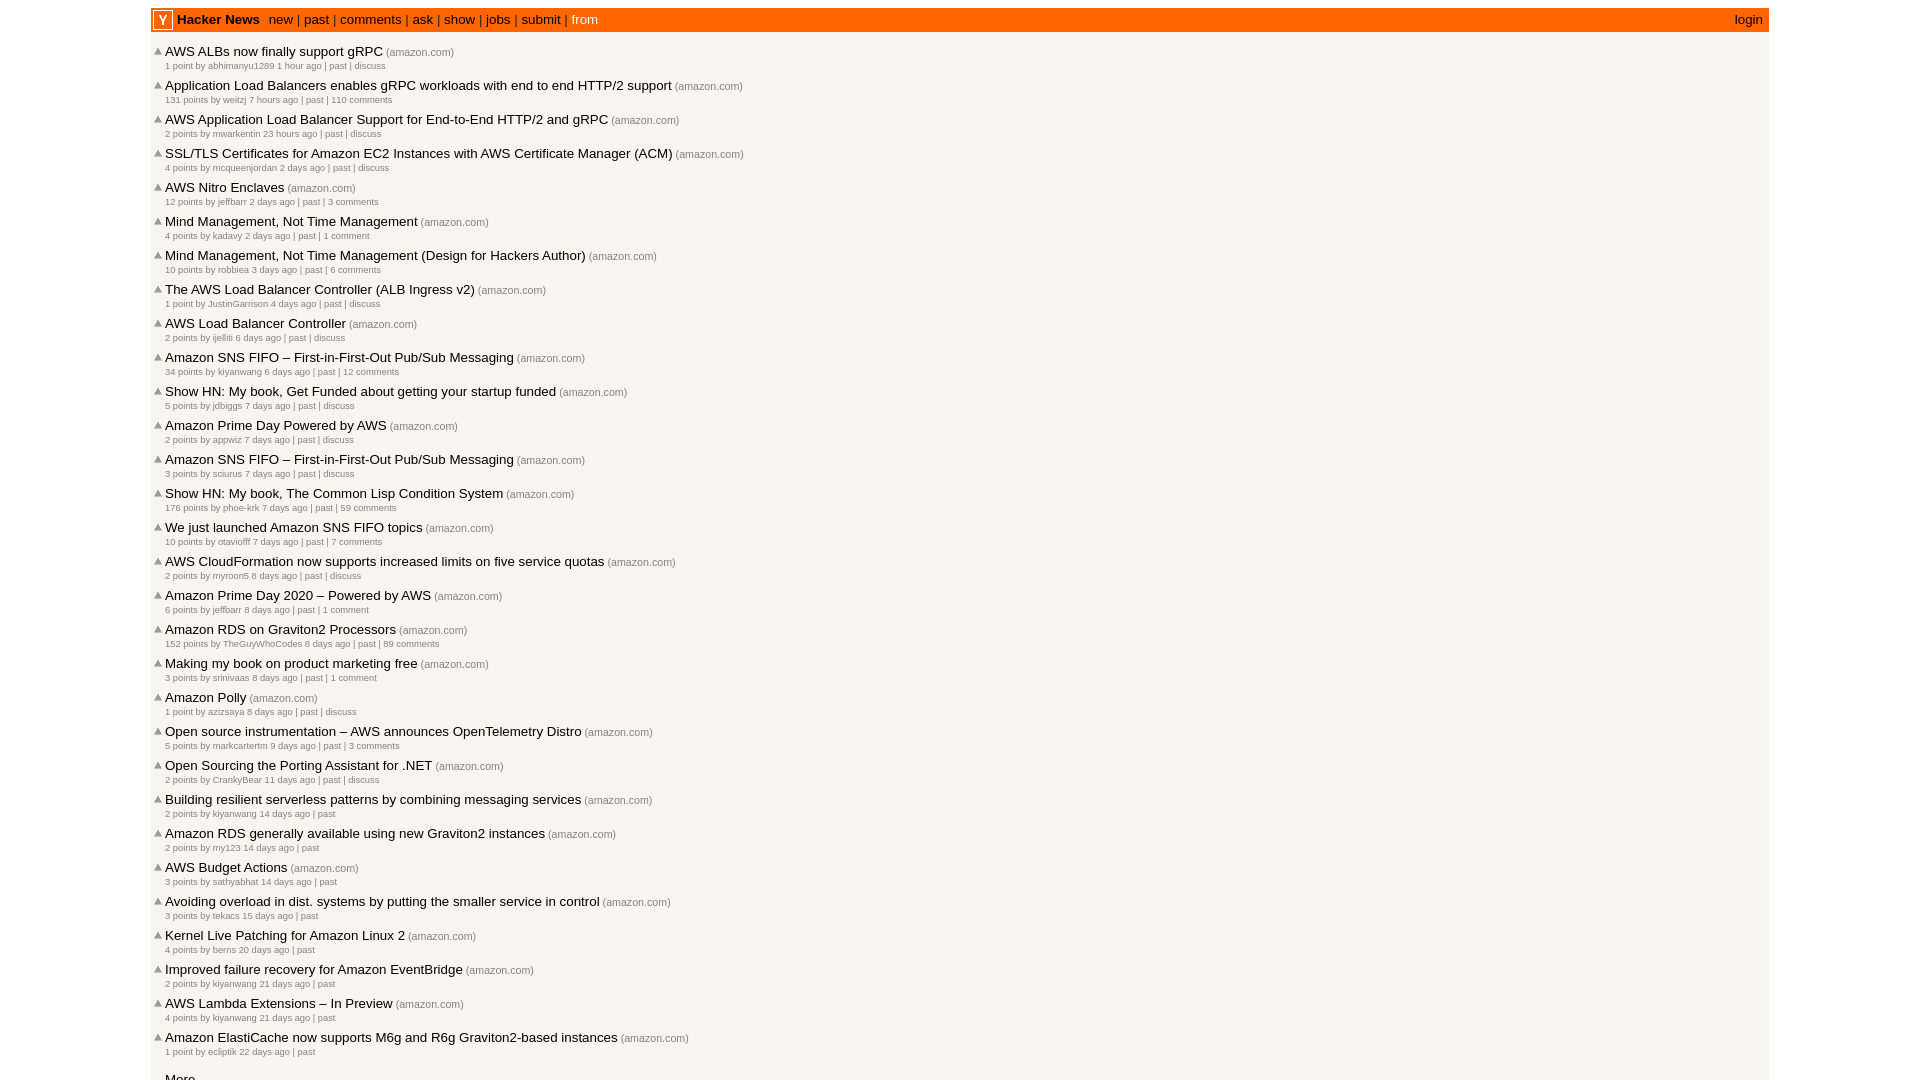 Y Hacker News new | past | comments | ask | show | jobs | submit | from login
AWS ALBs now finally support gRPC (amazon.com)
1 point by abhimanyu1289 1 hour ago | past | discuss
Application Load Balancers enables gRPC workloads with end to end HTTP/2 support (amazon.com)
131 points by weitzj 7 hours ago | past | 110 comments
AWS Application Load Balancer Support for End-to-End HTTP/2 and gRPC (amazon.com)
2 points by mwarkentin 23 hours ago | past | discuss
SSL/TLS Certificates for Amazon EC2 Instances with AWS Certificate Manager (ACM) (amazon.com)
4 points by mcqueenjordan 2 days ago | past | discuss
AWS Nitro Enclaves (amazon.com)
12 points by jeffbarr 2 days ago | past | 3 comments
Mind Management, Not Time Management (amazon.com)
4 points by kadavy 2 days ago | past | 1 comment
Mind Management, Not Time Management (Design for Hackers Author) (amazon.com)
10 points by robbiea 3 days ago | past | 6 comments
The AWS Load Balancer Controller (ALB Ingress v2) (amazon.com)
1 point by JustinGarrison 4 days ago | past | discuss
AWS Load Balancer Controller (amazon.com)
2 points by ijelliti 6 days ago | past | discuss
Amazon SNS FIFO – First-in-First-Out Pub/Sub Messaging (amazon.com)
34 points by kiyanwang 6 days ago | past | 12 comments
Show HN: My book, Get Funded about getting your startup funded (amazon.com)
5 points by jdbiggs 7 days ago | past | discuss
Amazon Prime Day Powered by AWS (amazon.com)
2 points by appwiz 7 days ago | past | discuss
Amazon SNS FIFO – First-in-First-Out Pub/Sub Messaging (amazon.com)
3 points by sciurus 7 days ago | past | discuss
Show HN: My book, The Common Lisp Condition System (amazon.com)
176 points by phoe-krk 7 days ago | past | 59 comments
We just launched Amazon SNS FIFO topics (amazon.com)
10 points by otaviofff 7 days ago | past | 7 comments
AWS CloudFormation now supports increased limits on five service quotas (amazon.com)
2 points by myroon5 8 days ago | past | discuss
Amazon Prime Day 2020 – Powered by AWS (amazon.com)
6 points by jeffbarr 8 days ago | past | 1 comment
Amazon RDS on Graviton2 Processors (amazon.com)
152 points by TheGuyWhoCodes 8 days ago | past | 89 comments
Making my book on product marketing free (amazon.com)
3 points by srinivaas 8 days ago | past | 1 comment
Amazon Polly (amazon.com)
1 point by azizsaya 8 days ago | past | discuss
Open source instrumentation – AWS announces OpenTelemetry Distro (amazon.com)
5 points by markcartertm 9 days ago | past | 3 comments
Open Sourcing the Porting Assistant for .NET (amazon.com)
2 points by CrankyBear 11 days ago | past | discuss
Building resilient serverless patterns by combining messaging services (amazon.com)
2 points by kiyanwang 14 days ago | past
Amazon RDS generally available using new Graviton2 instances (amazon.com)
2 points by my123 14 days ago | past
AWS Budget Actions (amazon.com)
3 points by sathyabhat 14 days ago | past
Avoiding overload in dist. systems by putting the smaller service in control (amazon.com)
3 points by tekacs 15 days ago | past
Kernel Live Patching for Amazon Linux 2 (amazon.com)
4 points by berns 20 days ago | past
Improved failure recovery for Amazon EventBridge (amazon.com)
2 points by kiyanwang 21 days ago | past
AWS Lambda Extensions – In Preview (amazon.com)
4 points by kiyanwang 21 days ago | past
Amazon ElastiCache now supports M6g and R6g Graviton2-based instances (amazon.com)
1 point by ecliptik 22 days ago | past
More